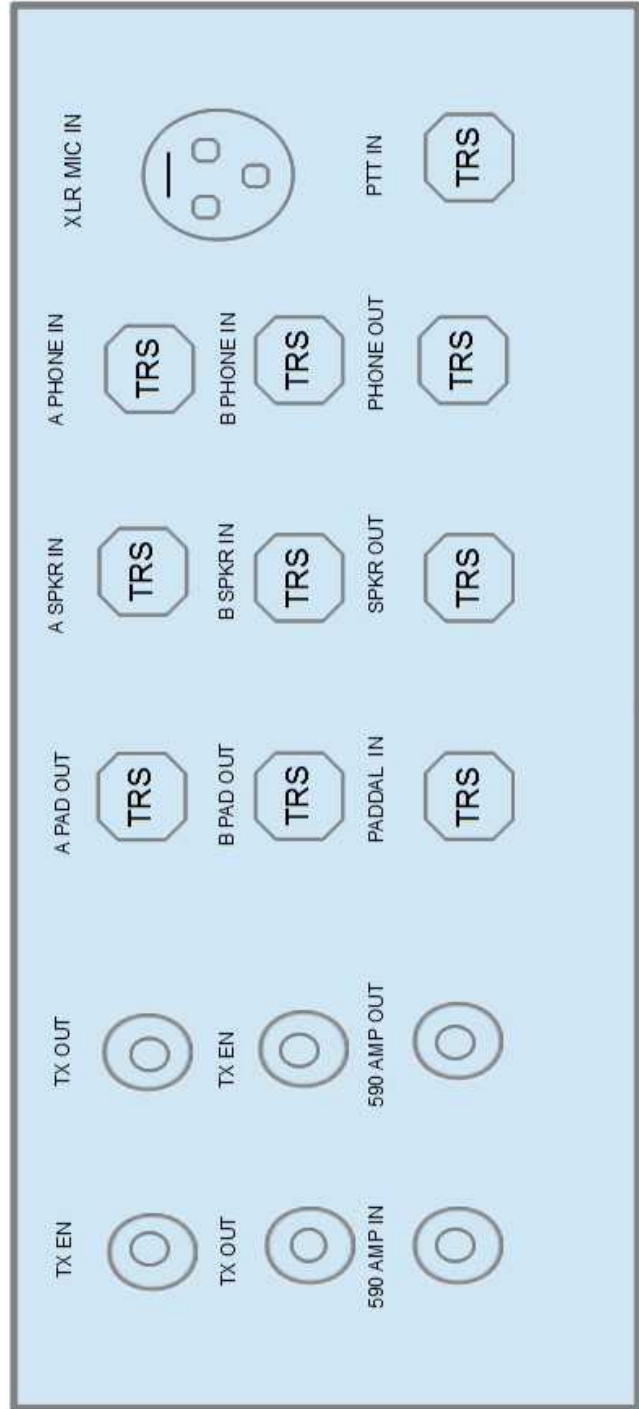 TX EN TX OUT A PAD OUT A SPKR IN A PHONE IN XLR MIC IN
TRS TRS TRS
TX OUT TX EN B PAD OUT B SPKR IN B PHONE IN
TRS TRS TRS
590 AMP IN 590 AMP OUT PADDAL IN SPKR OUT PHONE OUT PTT IN
TRS TRS TRS TRS